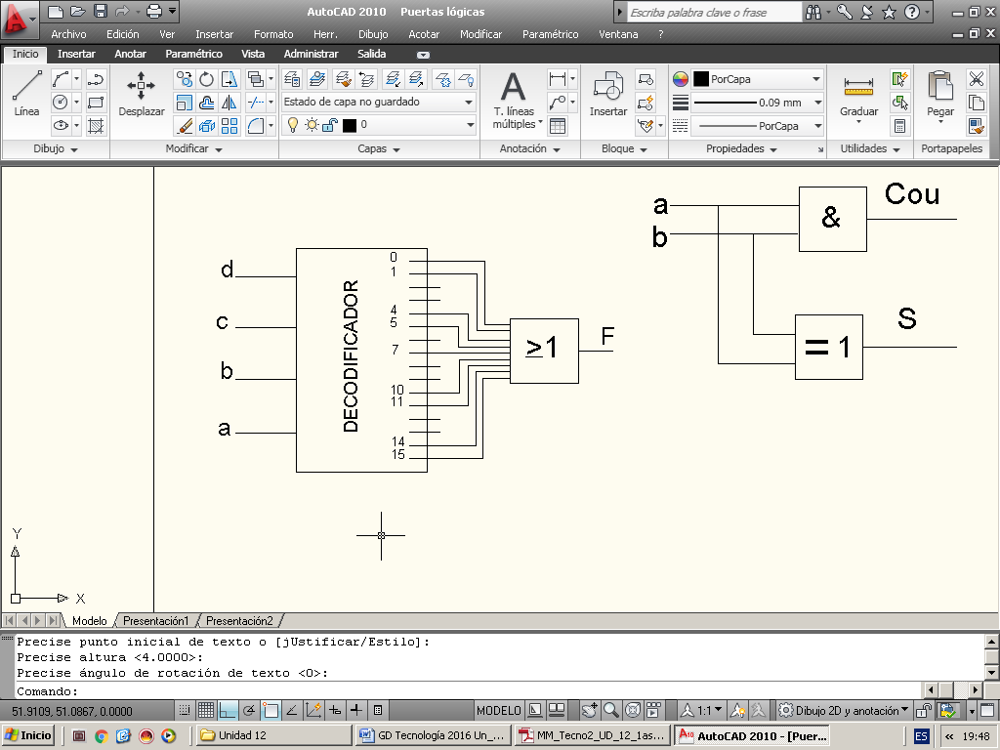 AutoCAD 2010 Puertas lógicas
Escriba palabra clave o frase
Archivo Edición Ver Insertar Formato Herr. Dibujo Acotar Modificar Paramétrico Ventana ?
Inicio Insertar Anotar Paramétrico Vista Administrar Salida
Línea
Dibujo
Desplazar
Modificar
Estado de capa no guardado
0
Capas
A
T. líneas
múltiples
Anotación
Insertar
Bloque
PorCapa
0.09 mm
PorCapa
Propiedades
Graduar
Utilidades
Pegar
Portapapeles
d
c
b
a
DECODIFICADOR
0
1
4
5
7
10
11
14
15
≥1
F
a
b
&
Cou
= 1
S
Y
X
Modelo Presentación1 Presentación2
Precise punto inicial de texto o [jUstificar/Estilo]:
Precise altura <4.0000>:
Precise ángulo de rotación de texto <0>:
Comando:
51.9109, 51.0867, 0.0000
MODELO
1:1
Dibujo 2D y anotación
Inicio
Unidad 12
GD Tecnología 2016 Un_...
MM_Tecno2_UD_12_1as...
AutoCAD 2010 - [Puer...
ES
« 19:48